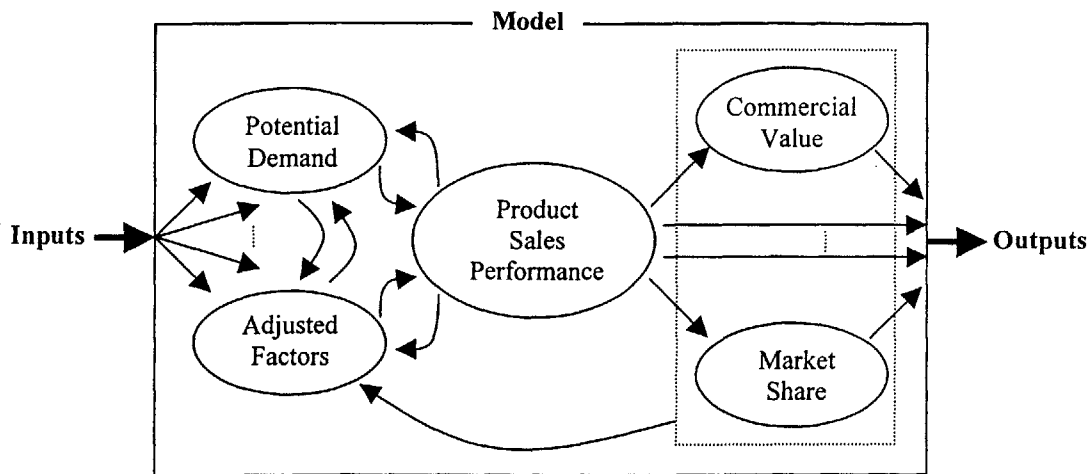 Model
Potential
Demand
Commercial
Value
Inputs
Product
Sales
Performance
Outputs
Adjusted
Factors
Market
Share